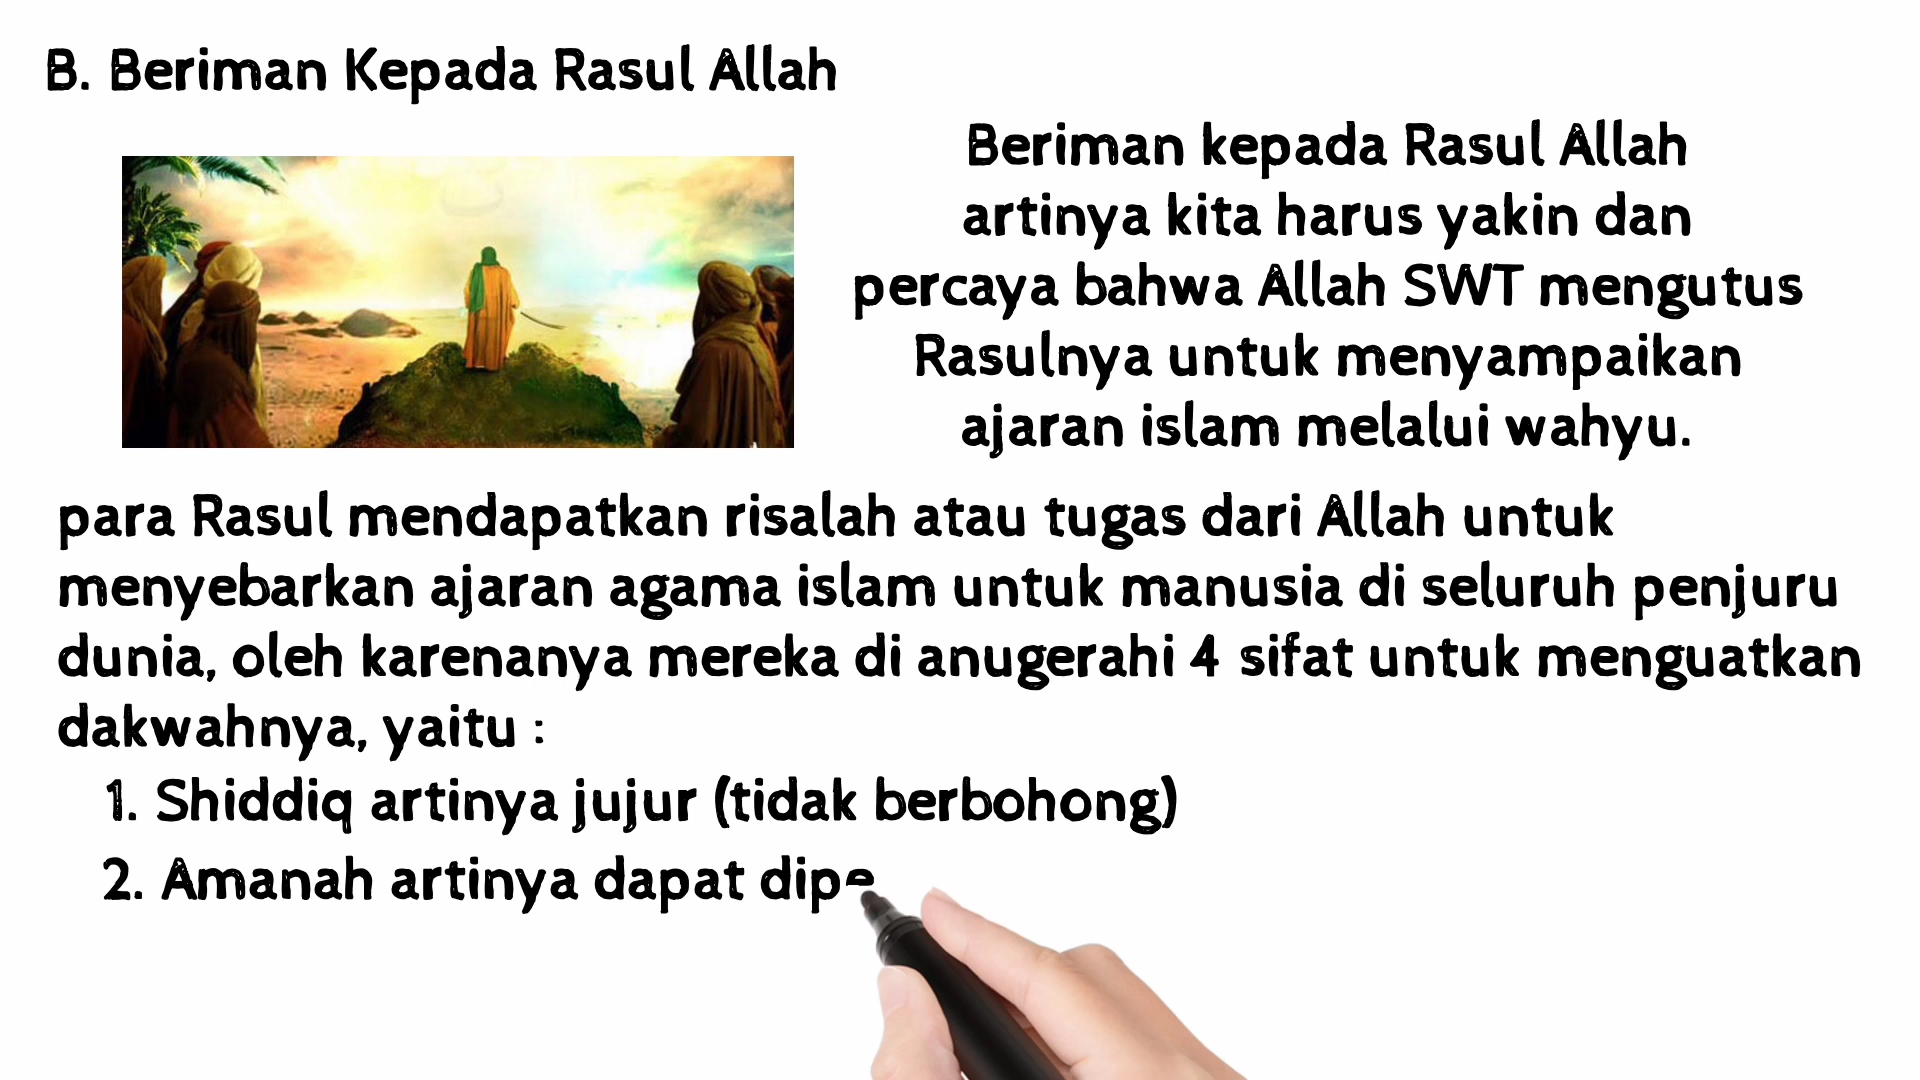 B. Beriman Kepada Rasul Allah
Beriman kepada Rasul Allah
artinya kita harus yakin dan
percaya bahwa Allah SWT mengutus
Rasulnya untuk menyampaikan
ajaran islam melalui wahyu.
para Rasul mendapatkan risalah atau tugas dari Allah untuk
menyebarkan ajaran agama islam untuk manusia di seluruh penjuru
dunia, oleh karenanya mereka di anugerahi 4 sifat untuk menguatkan
dakwahnya, yaitu :
1. Shiddiq artinya jujur (tidak berbohong)
2. Amanah artinya dapat dipe